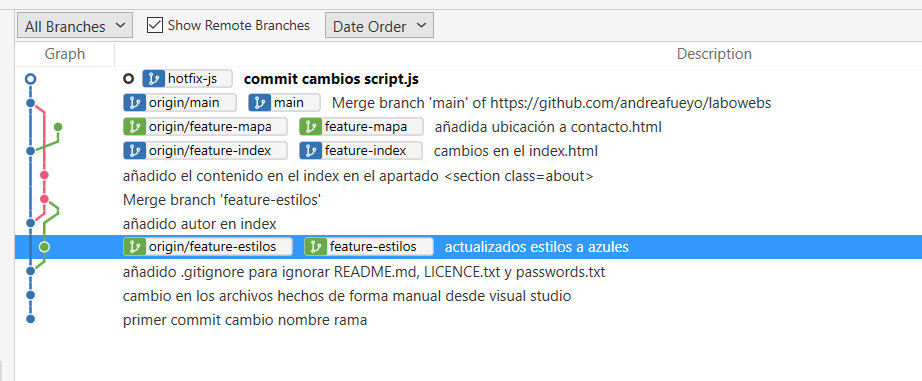 All Branches Show Remote Branches Date Order
Graph Description
hotfix-js commit cambios script.js
origin/main main Merge branch 'main' of https://github.com/andreafueyo/labowebs
origin/feature-mapa feature-mapa añadida ubicación a contacto.html
origin/feature-index feature-index cambios en el index.html
añadido el contenido en el index en el apartado <section class=about>
Merge branch 'feature-estilos'
añadido autor en index
origin/feature-estilos feature-estilos actualizados estilos a azules
añadido .gitignore para ignorar README.md, LICENCE.txt y passwords.txt
cambio en los archivos hechos de forma manual desde visual studio
primer commit cambio nombre rama